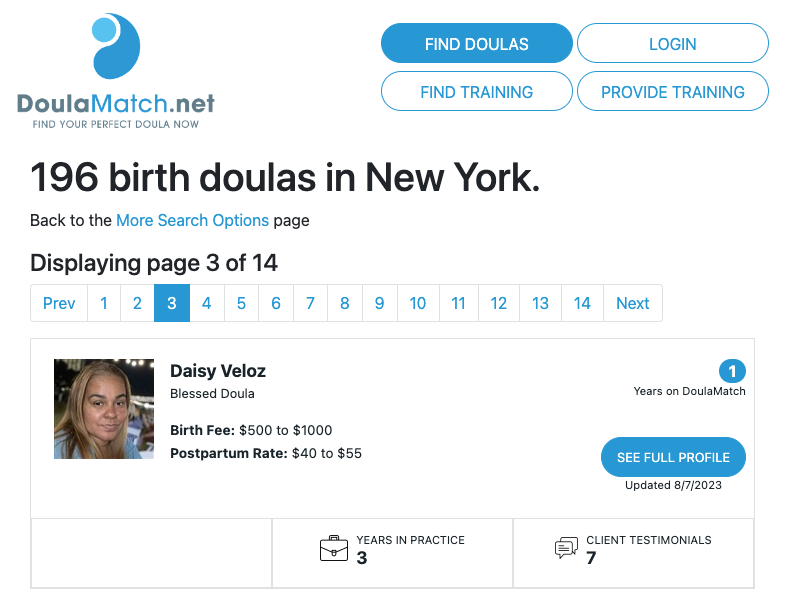 DoulaMatch.net
FIND YOUR PERFECT DOULA NOW
FIND DOULAS
LOGIN
FIND TRAINING
PROVIDE TRAINING
196 birth doulas in New York.
Back to the More Search Options page
Displaying page 3 of 14
Prev 1 2 3 4 5 6 7 8 9 10 11 12 13 14 Next
Daisy Veloz
Blessed Doula
Birth Fee: $500 to $1000
Postpartum Rate: $40 to $55
1
Years on DoulaMatch
SEE FULL PROFILE
Updated 8/7/2023
YEARS IN PRACTICE
3
CLIENT TESTIMONIALS
7